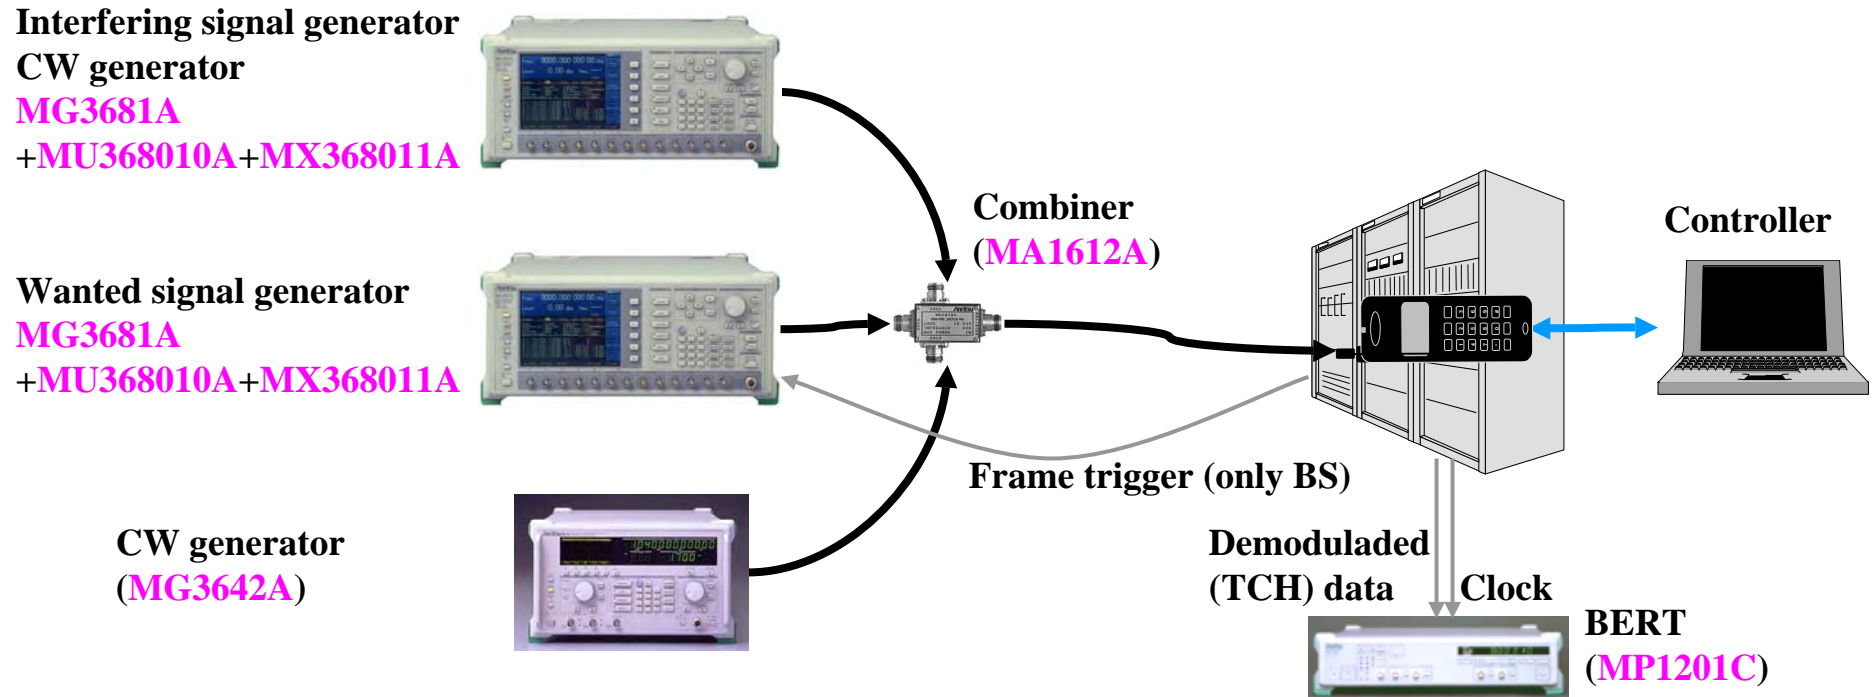 Interfering signal generator
CW generator
MG3681A
+MU368010A+MX368011A
Combiner
(MA1612A)
Controller
Wanted signal generator
MG3681A
+MU368010A+MX368011A
Frame trigger (only BS)
CW generator
(MG3642A)
Demoduladed
(TCH) data
Clock
BERT
(MP1201C)